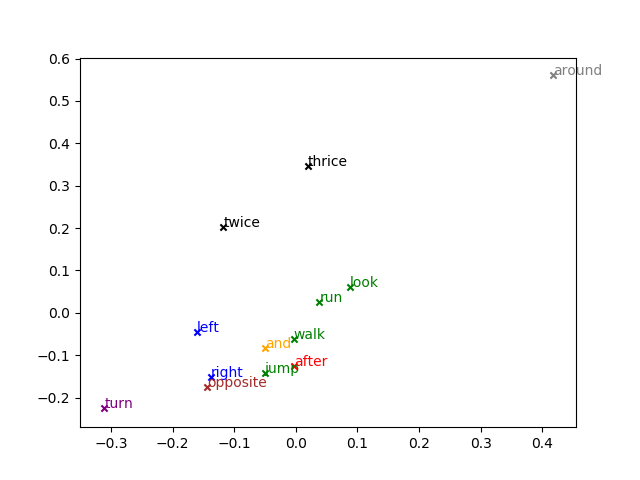 0.6
around
0.5
0.4
thrice
0.3
twice
0.2
0.1
look
run
0.0
left
walk
and
−0.1
after
jump
right
opposite
−0.2
turn
−0.3 −0.2 −0.1 0.0 0.1 0.2 0.3 0.4